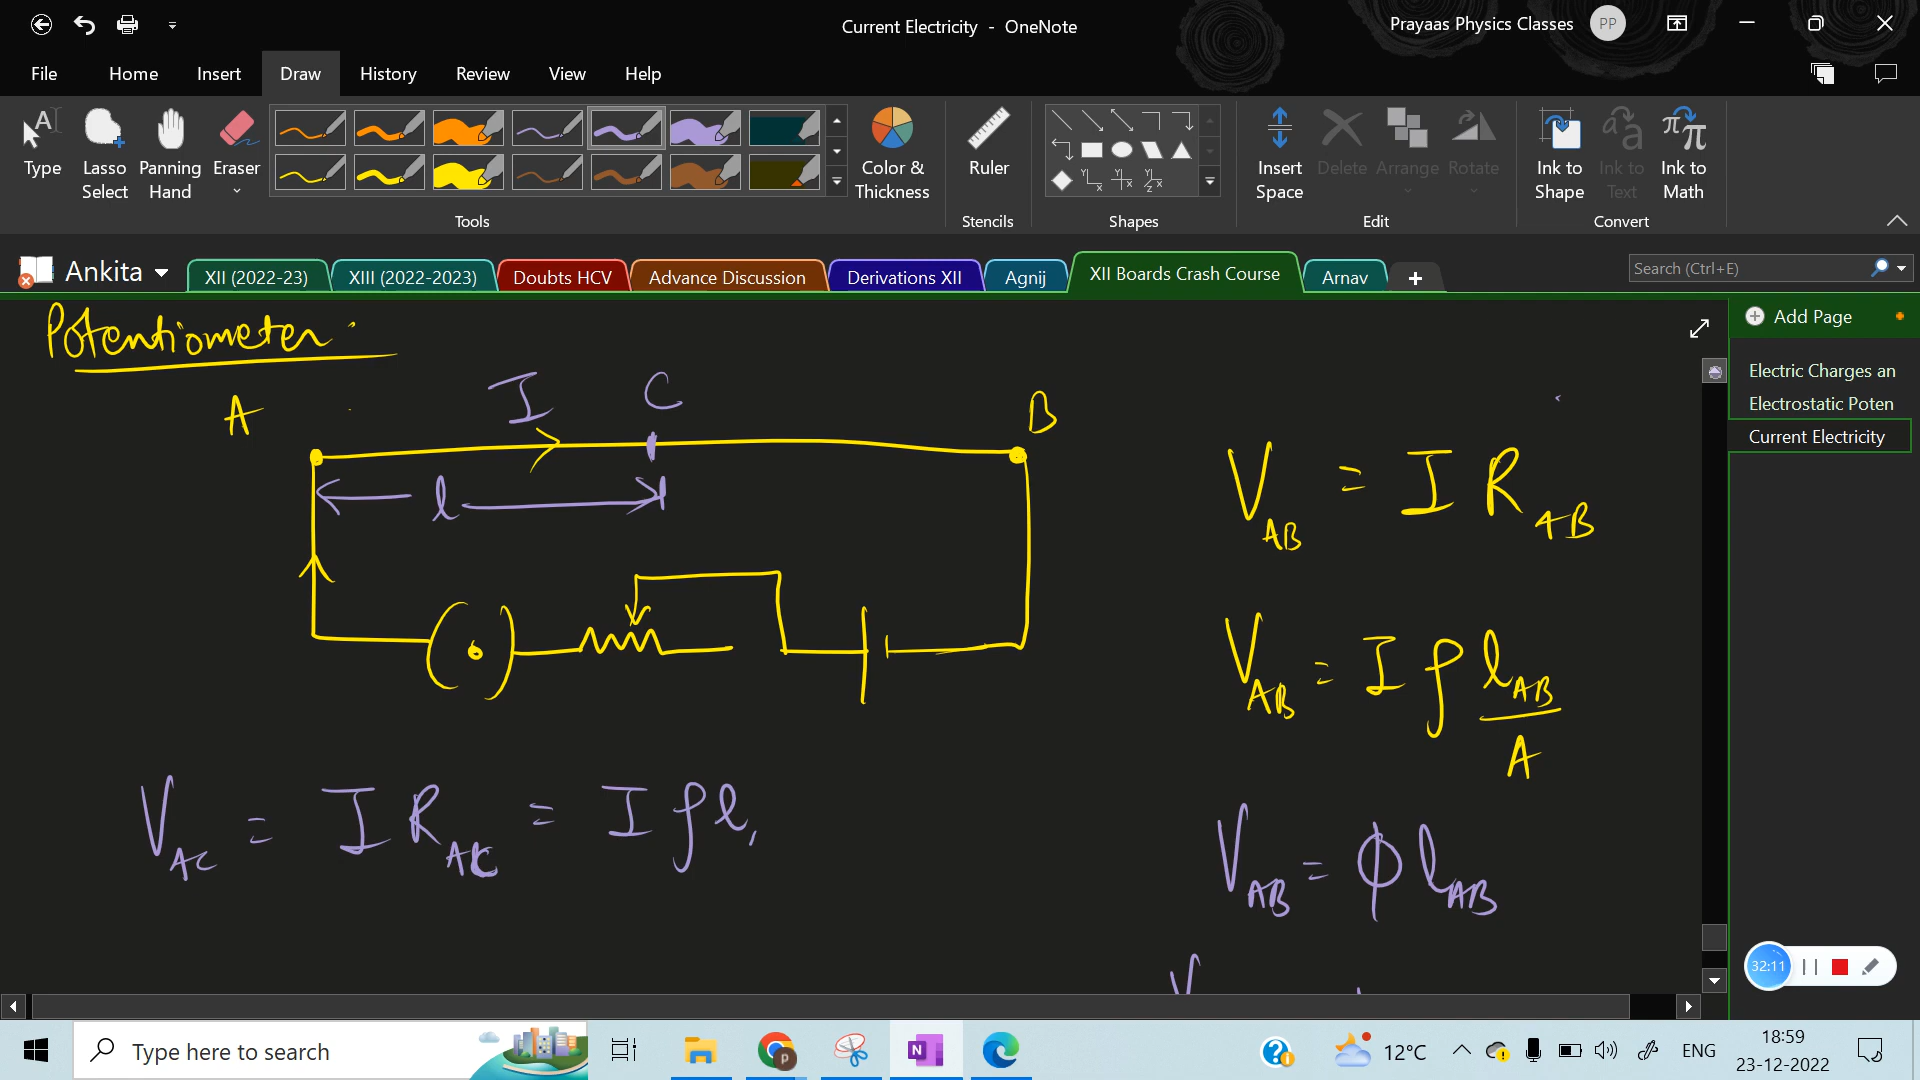 Current Electricity - OneNote
Prayaas Physics Classes PP
File Home Insert Draw History Review View Help
Type
Lasso Select
Panning Hand
Eraser
Color & Thickness
Ruler
Insert Space
Delete
Arrange
Rotate
Ink to Shape
Ink to Text
Ink to Math
Tools Stencils Shapes Edit Convert
Ankita XII (2022-23) XIII (2022-2023) Doubts HCV Advance Discussion Derivations XII Agnij XII Boards Crash Course Arnav +
Search (Ctrl+E)
Add Page
Electric Charges an
Electrostatic Poten
Current Electricity
Potentiometer :
A I C B
l
V_AB = I R_AB
V_AB = I ρ l_AB / A
V_AC = I R_AC = I ρ l,
V_AB = ϕ l_AB
V
32:11
Type here to search
12°C
ENG
18:59
23-12-2022